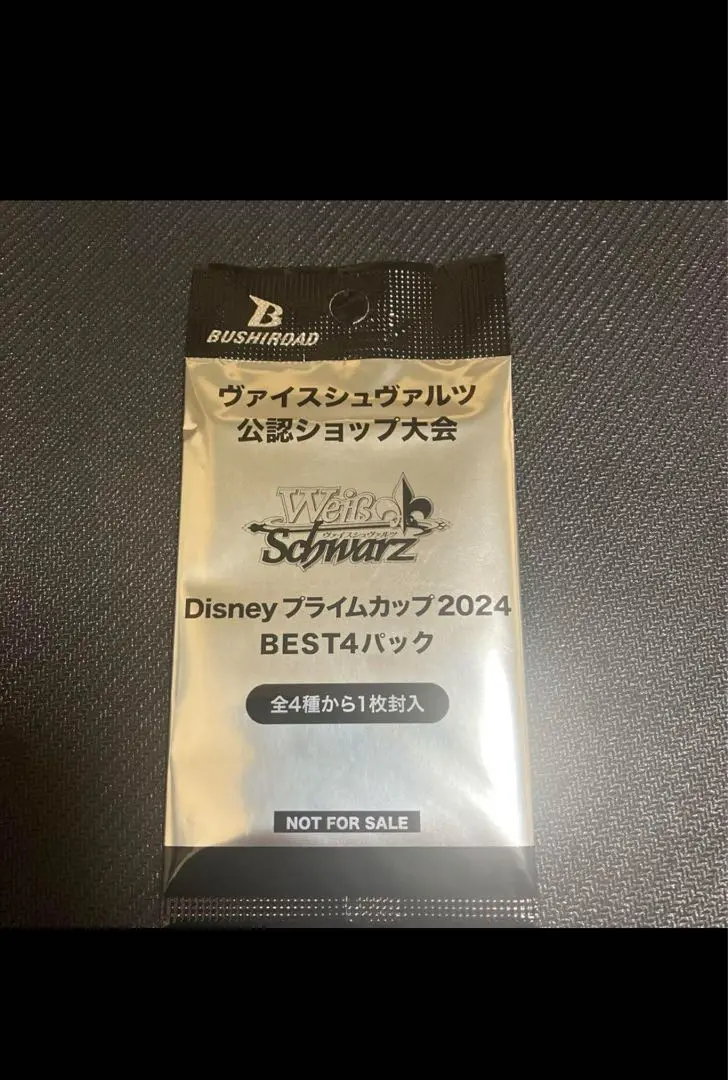 B
BUSHIROAD
ヴァイスシュヴァルツ
公認ショップ大会
Weiß
ヴァイスシュヴァルツ
Schwarz
Disneyプライムカップ2024
BEST4パック
全4種から1枚封入
NOT FOR SALE